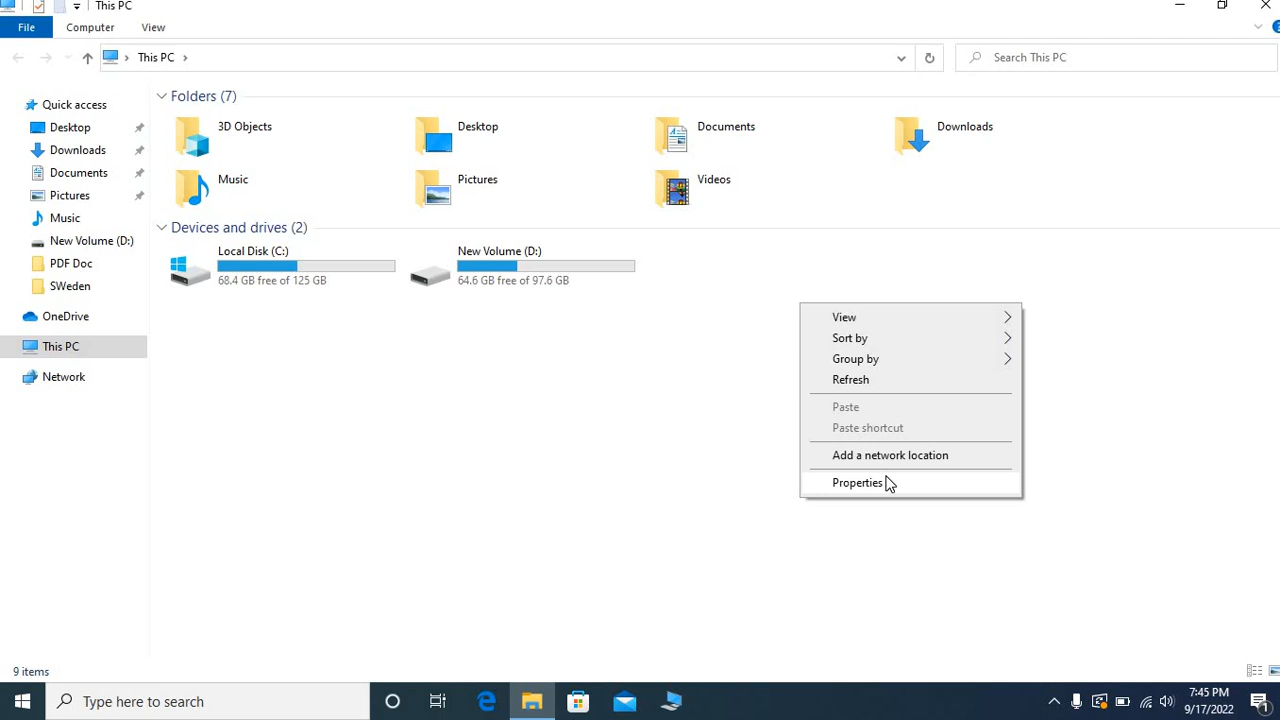 This PC
File Computer View
This PC
Search This PC
Quick access
Desktop
Downloads
Documents
Pictures
Music
New Volume (D:)
PDF Doc
SWeden
OneDrive
This PC
Network
Folders (7)
3D Objects
Desktop
Documents
Downloads
Music
Pictures
Videos
Devices and drives (2)
Local Disk (C:)
68.4 GB free of 125 GB
New Volume (D:)
64.6 GB free of 97.6 GB
View
Sort by
Group by
Refresh
Paste
Paste shortcut
Add a network location
Properties
9 items
Type here to search
7:45 PM
9/17/2022
1